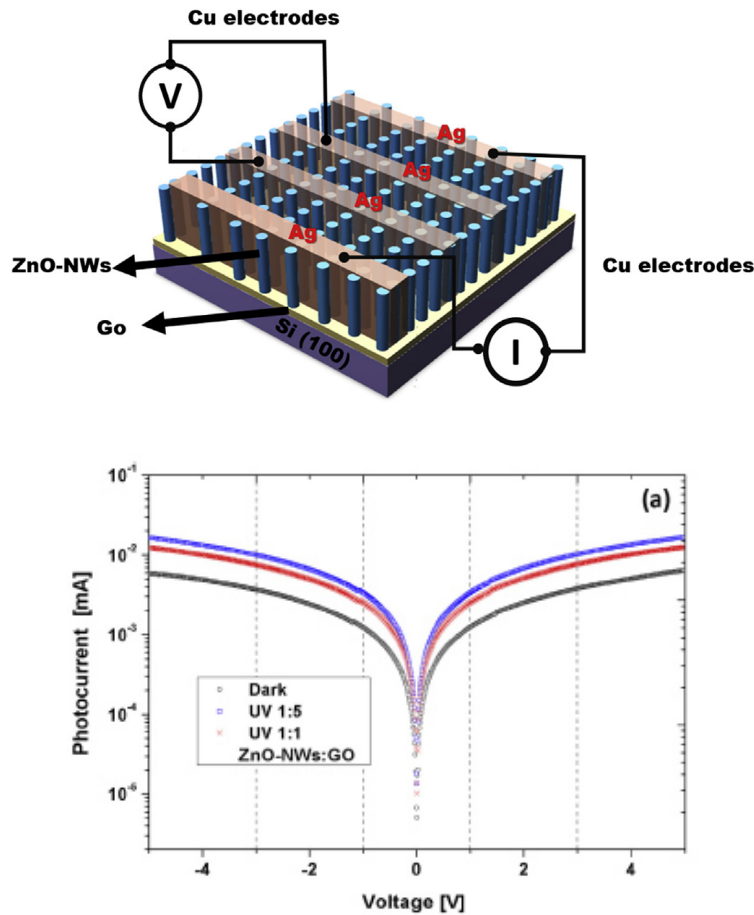 Cu electrodes
V
Ag
Ag
Ag
Ag
ZnO-NWs
Cu electrodes
Go
Si (100)
I
(a)
10⁻¹
10⁻²
10⁻³
10⁻⁴
10⁻⁵
Photocurrent [mA]
Dark
UV 1:5
UV 1:1
ZnO-NWs:GO
-4 -2 0 2 4
Voltage [V]